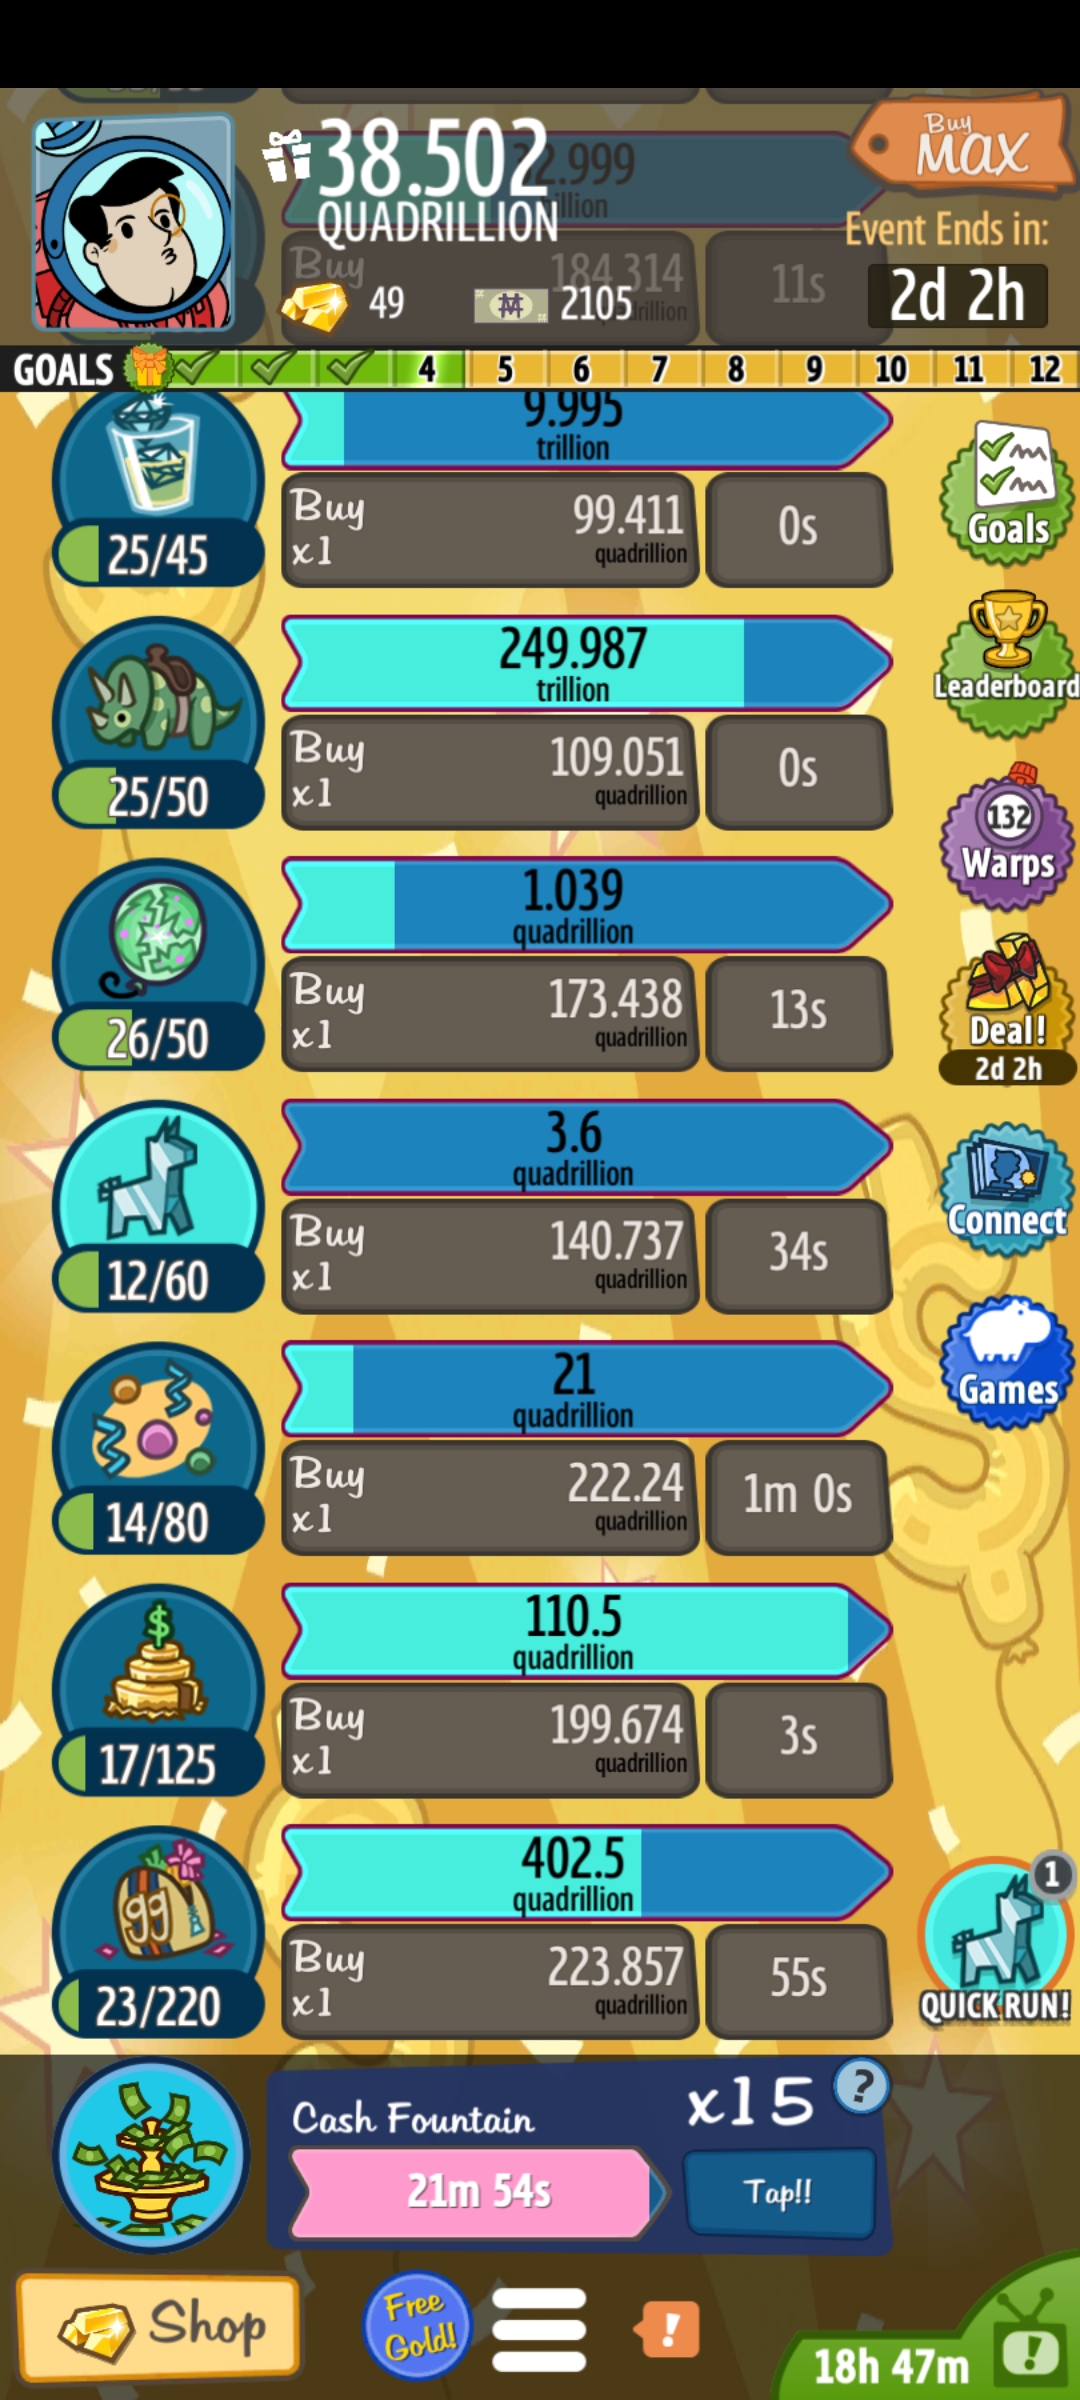 38.502
QUADRILLION
2.999
illion
Buy
MAX
Event Ends in:
2d 2h
49
2105
Buy
184.314
drillion
11s
GOALS 4 5 6 7 8 9 10 11 12
9.995
trillion
25/45
Buy
x1
99.411
quadrillion
0s
Goals
249.987
trillion
25/50
Buy
x1
109.051
quadrillion
0s
Leaderboard
132
Warps
1.039
quadrillion
26/50
Buy
x1
173.438
quadrillion
13s
Deal!
2d 2h
3.6
quadrillion
12/60
Buy
x1
140.737
quadrillion
34s
Connect
21
quadrillion
14/80
Buy
x1
222.24
quadrillion
1m 0s
Games
$
110.5
quadrillion
17/125
Buy
x1
199.674
quadrillion
3s
99
402.5
quadrillion
23/220
Buy
x1
223.857
quadrillion
55s
1
QUICK RUN!
Cash Fountain
x15
?
21m 54s
Tap!!
Shop
Free
Gold!
!
18h 47m
!